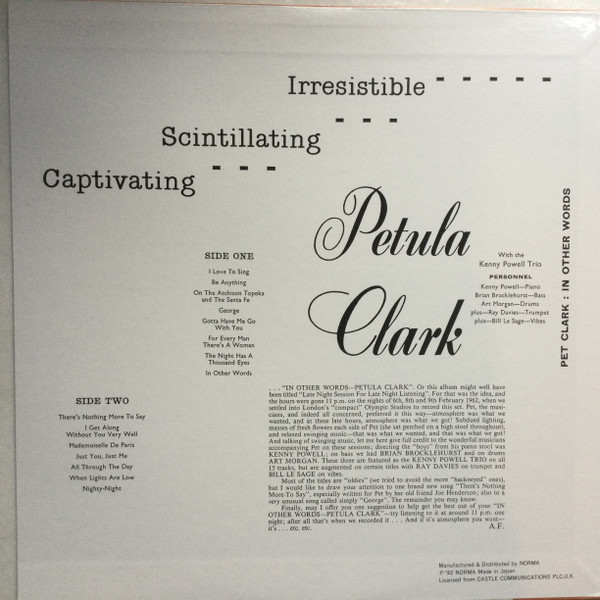 Irresistible - - - - -
Scintillating - - -
Captivating - - -
Petula
Clark
With the
Kenny Powell Trio
PERSONNEL
Kenny Powell—Piano
Brian Brocklehurst—Bass
Art Morgan—Drums
plus—Ray Davies—Trumpet
plus—Bill Le Sage—Vibes
PET CLARK : IN OTHER WORDS
SIDE ONE
I Love To Sing
Be Anything
On The Atchison Topeka
and The Santa Fe
George
Gotta Have Me Go
With You
For Every Man
There's A Woman
The Night Has A
Thousand Eyes
In Other Words
SIDE TWO
There's Nothing More To Say
I Get Along
Without You Very Well
Mademoiselle De Paris
Just You, Just Me
All Through The Day
When Lights Are Low
Nighty-Night
. . . "IN OTHER WORDS—PETULA CLARK". Or this album might well have
been titled "Late Night Session For Late Night Listening". For that was the idea, and
the hours were gone 11 p.m. on the nights of 6th, 8th and 9th February 1962, when we
settled into London's "compact" Olympic Studios to record this set. Pet, the musi-
cians, and indeed all concerned, preferred it this way—atmosphere was what we
wanted, and at these late hours, atmosphere was what we got! Subdued lighting,
masses of fresh flowers each side of Pet (she sat perched on a high stool throughout);
and relaxed swinging music—that was what we wanted, and that was what we got!
And talking of swinging music, let me here give full credit to the wonderful musicians
accompanying Pet on these sessions; directing the "boys" from his piano stool was
KENNY POWELL; on bass we had BRIAN BROCKLEHURST and on drums
ART MORGAN. These three are featured as the KENNY POWELL TRIO on all
15 tracks, but are augmented on certain titles with RAY DAVIES on trumpet and
BILL LE SAGE on vibes.
Most of the titles are "oldies" (we tried to avoid the more "hackneyed" ones),
but I would like to draw your attention to one brand new song "There's Nothing
More To Say", especially written for Pet by her old friend Joe Henderson; also to a
very unusual song called simply "George". The remainder you may know.
Finally, may I offer you one suggestion to help get the best out of your "IN
OTHER WORDS—PETULA CLARK"—try listening to it at around 11 p.m. one
night; after all that's when we recorded it . . . And if it's atmosphere you want—
it's . . . etc. etc. A.F.
Manufactured & Distributed by NORMA
P'92 NORMA Made in Japan
Licensed from CASTLE COMMUNICATIONS PLC.U.K.